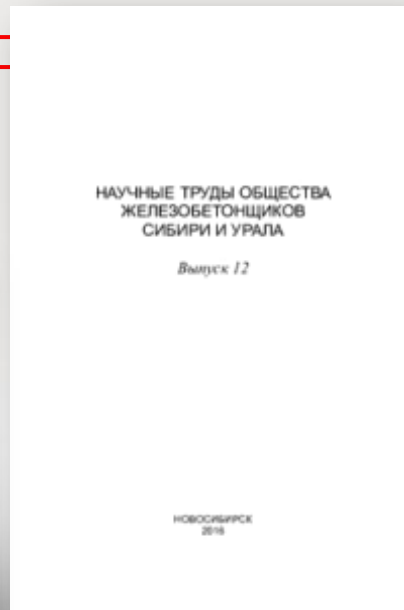 НАУЧНЫЕ ТРУДЫ ОБЩЕСТВА
ЖЕЛЕЗОБЕТОНЩИКОВ
СИБИРИ И УРАЛА
Выпуск 12
НОВОСИБИРСК
2016